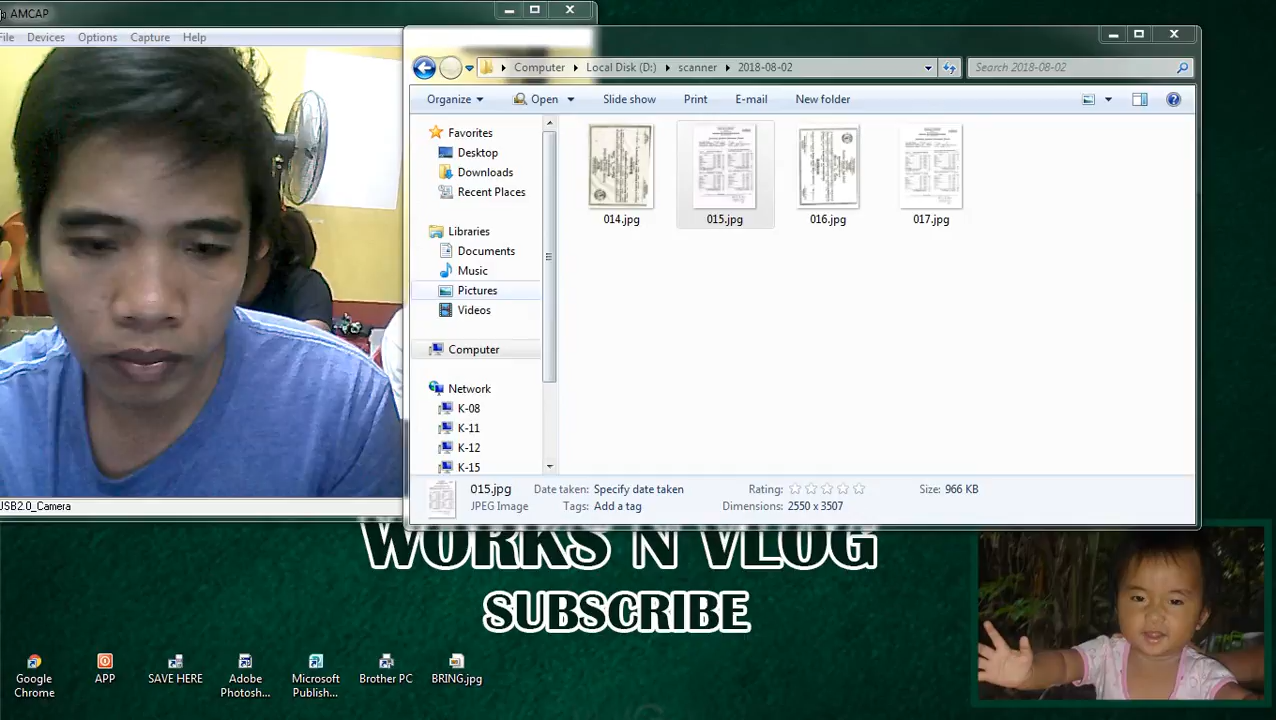 AMCAP
File Devices Options Capture Help
USB2.0_Camera
Computer Local Disk (D:) scanner 2018-08-02
Search 2018-08-02
Organize Open Slide show Print E-mail New folder
Favorites
Desktop
Downloads
Recent Places
Libraries
Documents
Music
Pictures
Videos
Computer
Network
K-08
K-11
K-12
K-15
014.jpg 015.jpg 016.jpg 017.jpg
015.jpg Date taken: Specify date taken Rating: Size: 966 KB
JPEG Image Tags: Add a tag Dimensions: 2550 x 3507
WORKS N VLOG
SUBSCRIBE
Google
Chrome
APP
SAVE HERE
Adobe
Photosh...
Microsoft
Publish...
Brother PC
BRING.jpg